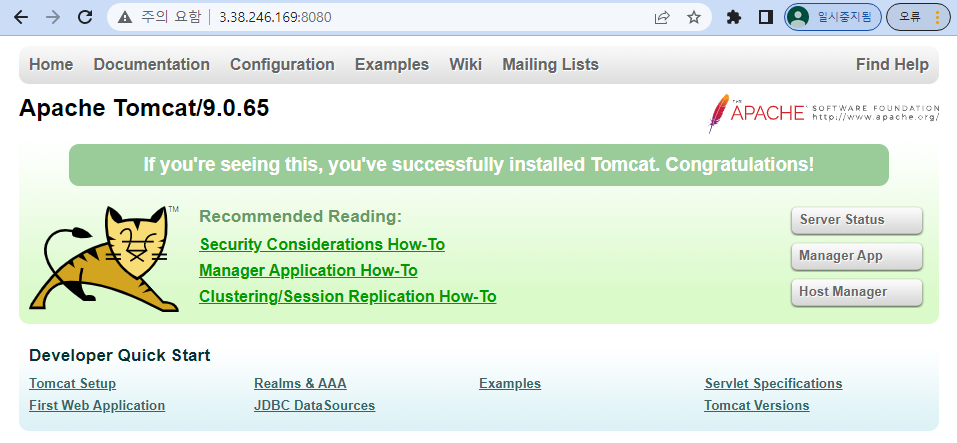 주의 요함 3.38.246.169:8080 일시중지됨 오류
Home Documentation Configuration Examples Wiki Mailing Lists Find Help
Apache Tomcat/9.0.65
THE APACHE® SOFTWARE FOUNDATION
http://www.apache.org/
If you're seeing this, you've successfully installed Tomcat. Congratulations!
TM
Recommended Reading:
Security Considerations How-To
Manager Application How-To
Clustering/Session Replication How-To
Server Status
Manager App
Host Manager
Developer Quick Start
Tomcat Setup Realms & AAA Examples Servlet Specifications
First Web Application JDBC DataSources Tomcat Versions